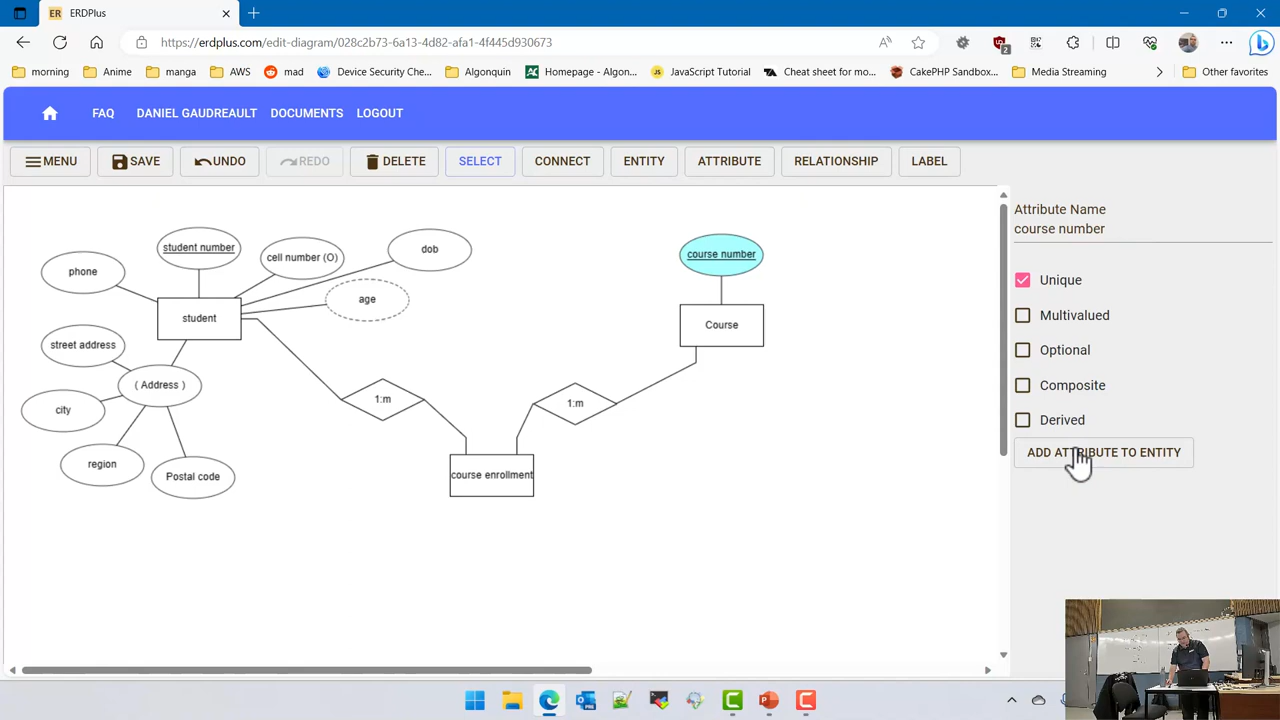 ER ERDPlus
https://erdplus.com/edit-diagram/028c2b73-6a13-4d82-afa1-4f445d930673
2
morning Anime manga AWS mad Device Security Che... Algonquin Homepage - Algon... JavaScript Tutorial Cheat sheet for mo... CakePHP Sandbox... Media Streaming Other favorites
FAQ DANIEL GAUDREAULT DOCUMENTS LOGOUT
MENU SAVE UNDO REDO DELETE SELECT CONNECT ENTITY ATTRIBUTE RELATIONSHIP LABEL
Attribute Name
course number
Unique
Multivalued
Optional
Composite
Derived
ADD ATTRIBUTE TO ENTITY
student number
cell number (O)
dob
phone
age
student
street address
( Address )
city
region
Postal code
1:m
1:m
course enrollment
course number
Course